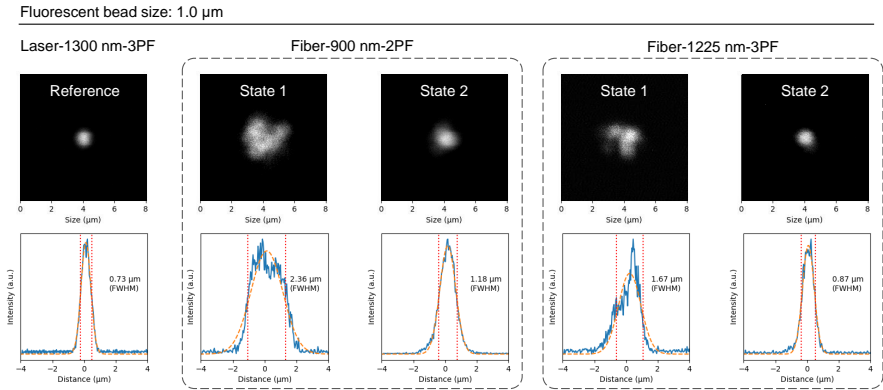 Fluorescent bead size: 1.0 µm
Laser-1300 nm-3PF
Fiber-900 nm-2PF
Fiber-1225 nm-3PF
Reference
State 1
State 2
State 1
State 2
0 2 4 6 8
Size (µm)
0 2 4 6 8
Size (µm)
0 2 4 6 8
Size (µm)
0 2 4 6 8
Size (µm)
0 2 4 6 8
Size (µm)
Intensity (a.u.)
0.73 µm
(FWHM)
−4 −2 0 2 4
Distance (µm)
Intensity (a.u.)
2.36 µm
(FWHM)
−4 −2 0 2 4
Distance (µm)
Intensity (a.u.)
1.18 µm
(FWHM)
−4 −2 0 2 4
Distance (µm)
Intensity (a.u.)
1.67 µm
(FWHM)
−4 −2 0 2 4
Distance (µm)
Intensity (a.u.)
0.87 µm
(FWHM)
−4 −2 0 2 4
Distance (µm)